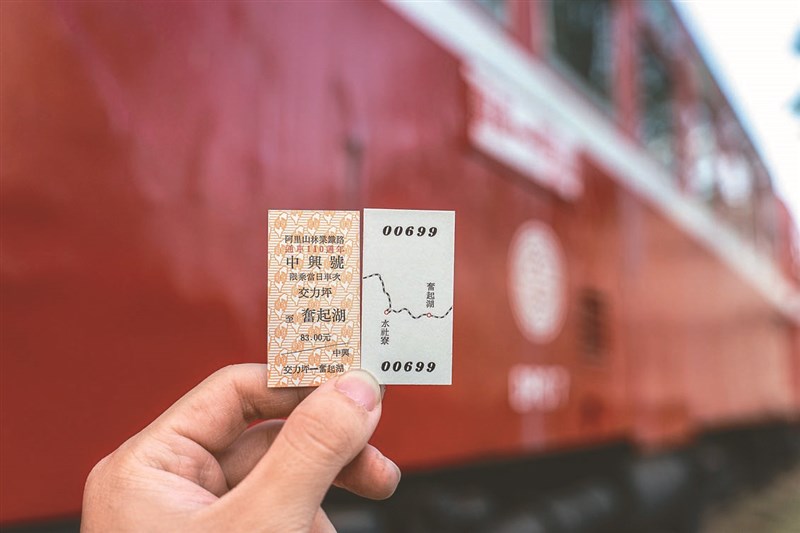 阿里山林業鐵路
通車110週年
中興號
限乘當日車次
交力坪
至 奮起湖
83.00元
中興
交力坪—奮起湖
00699
奮起湖
水社寮
00699